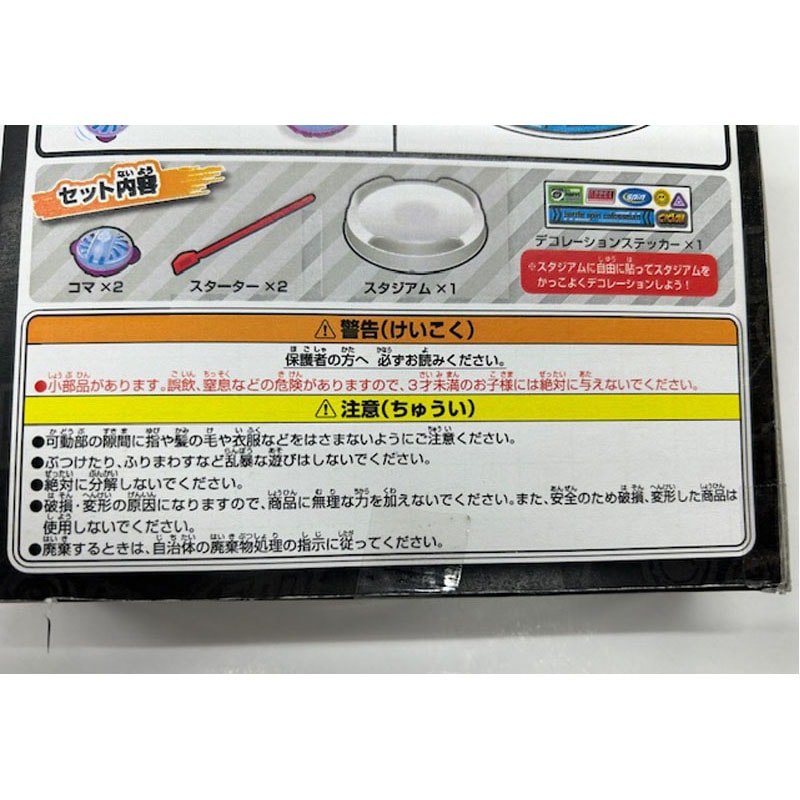 セット内容
コマ ×2
スターター ×2
スタジアム ×1
デコレーションステッカー ×1
※スタジアムに自由に貼ってスタジアムを
かっこよくデコレーションしよう！
⚠警告(けいこく)
保護者の方へ 必ずお読みください。
●小部品があります。誤飲、窒息などの危険がありますので、3才未満のお子様には絶対に与えないでください。
⚠注意(ちゅうい)
●可動部の隙間に指や髪の毛や衣服などをはさまないようにご注意ください。
●ぶつけたり、ふりまわすなど乱暴な遊びはしないでください。
●絶対に分解しないでください。
●破損・変形の原因になりますので、商品に無理な力を加えないでください。また、安全のため破損、変形した商品は
使用しないでください。
●廃棄するときは、自治体の廃棄物処理の指示に従ってください。